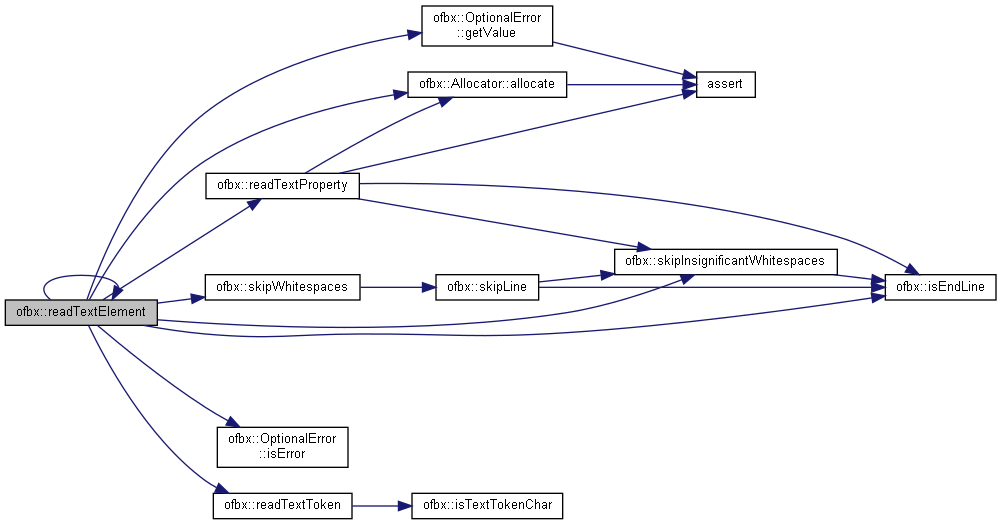 ofbx::OptionalError
::getValue
ofbx::Allocator::allocate
assert
ofbx::readTextProperty
ofbx::skipInsignificantWhitespaces
ofbx::skipWhitespaces
ofbx::skipLine
ofbx::isEndLine
ofbx::readTextElement
ofbx::OptionalError
::isError
ofbx::readTextToken
ofbx::isTextTokenChar